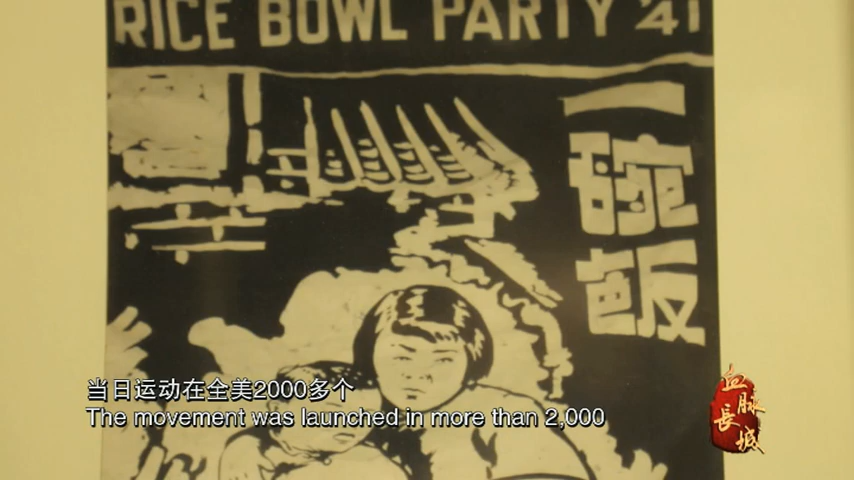 RICE BOWL PARTY '41
一碗飯
当日运动在全美2000多个
The movement was launched in more than 2,000
血脉長城